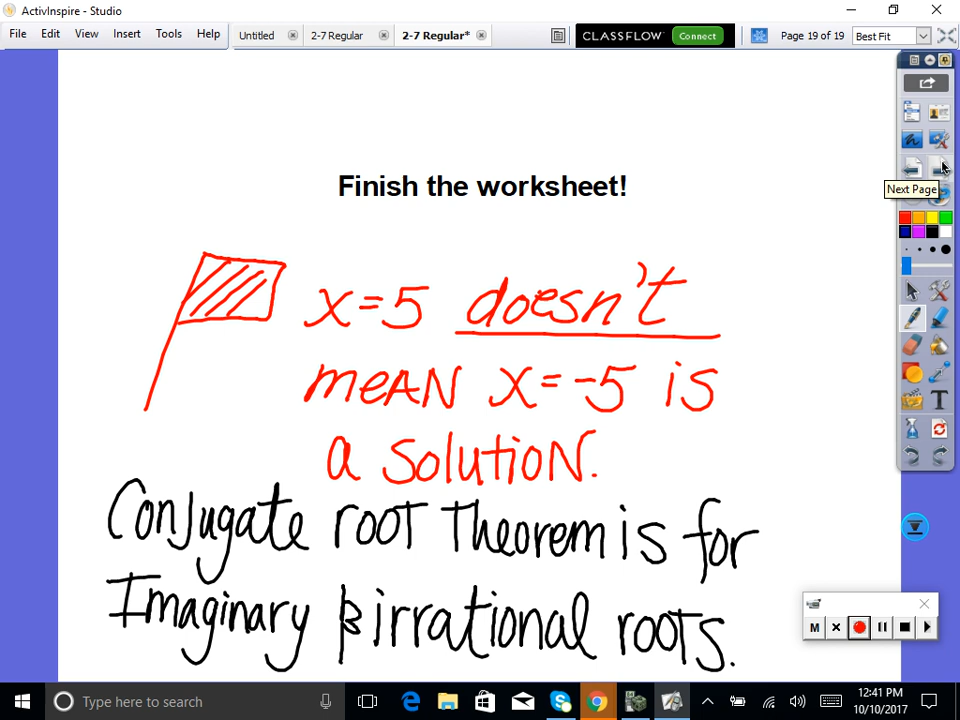 ActivInspire - Studio
File Edit View Insert Tools Help Untitled 2-7 Regular 2-7 Regular* CLASSFLOW Connect Page 19 of 19 Best Fit
Next Page
Finish the worksheet!
x=5 doesn't
meAN x=-5 is
a solution.
Conjugate root Theorem is for
Imaginary & irrational roots.
T
M
Type here to search
12:41 PM
10/10/2017